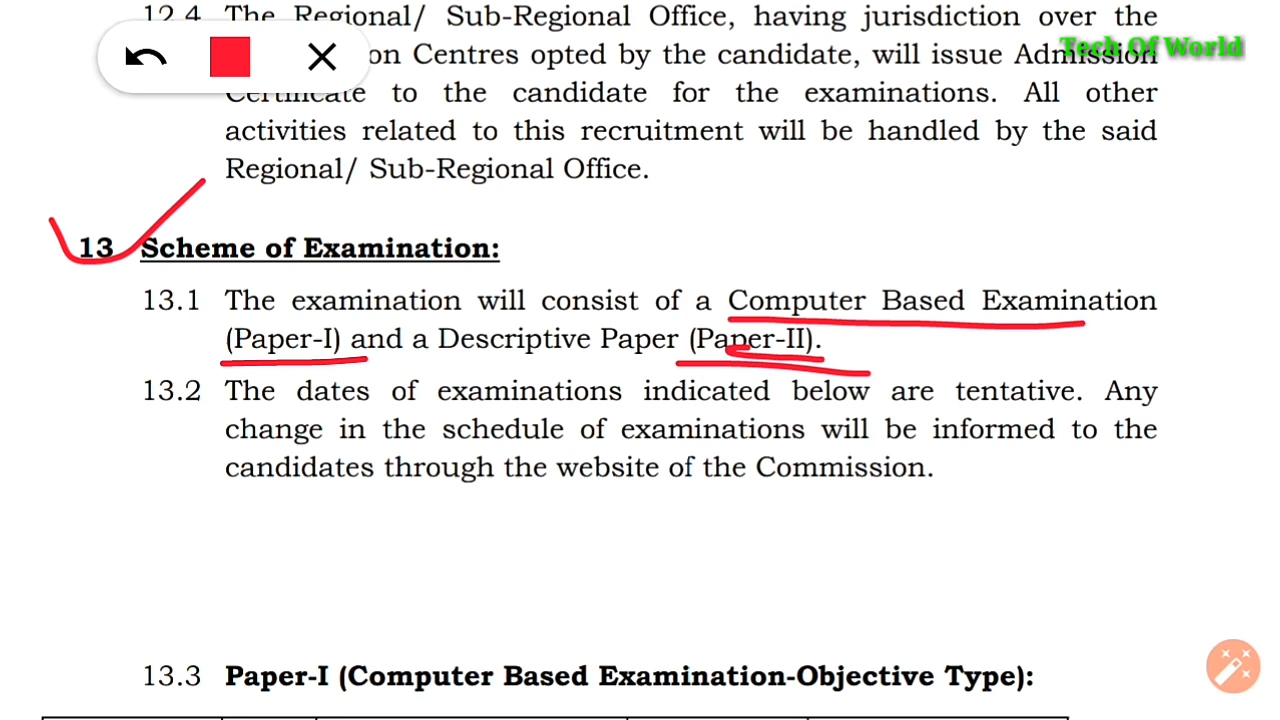 12.4 The Regional/ Sub-Regional Office, having jurisdiction over the
on Centres opted by the candidate, will issue Admission
Tech Of World
Certificate to the candidate for the examinations. All other
activities related to this recruitment will be handled by the said
Regional/ Sub-Regional Office.
13 Scheme of Examination:
13.1 The examination will consist of a Computer Based Examination
(Paper-I) and a Descriptive Paper (Paper-II).
13.2 The dates of examinations indicated below are tentative. Any
change in the schedule of examinations will be informed to the
candidates through the website of the Commission.
13.3 Paper-I (Computer Based Examination-Objective Type):